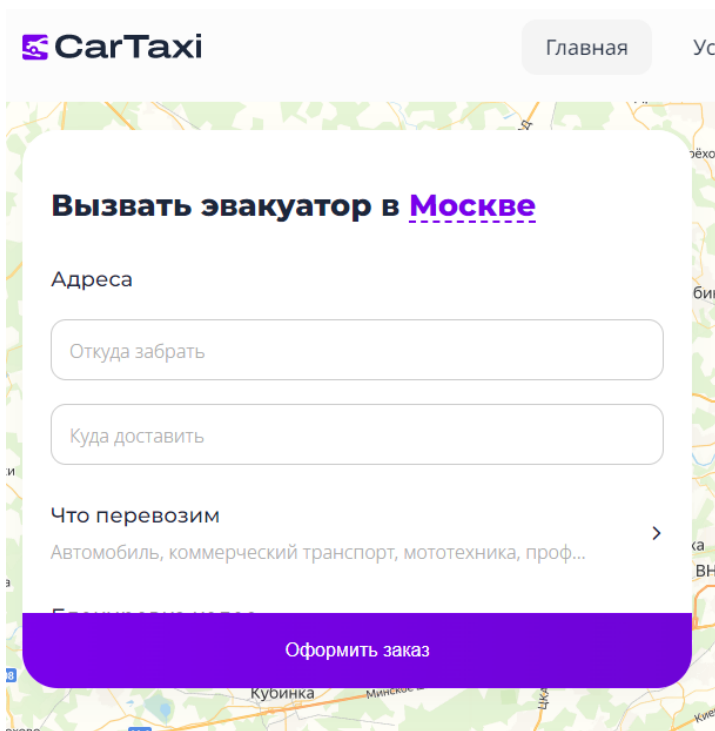 CarTaxi
Главная
Ус
Вызвать эвакуатор в Москве
Адреса
Откуда забрать
Куда доставить
Что перевозим
Автомобиль, коммерческий транспорт, мототехника, проф...
Оформить заказ
Кубинка